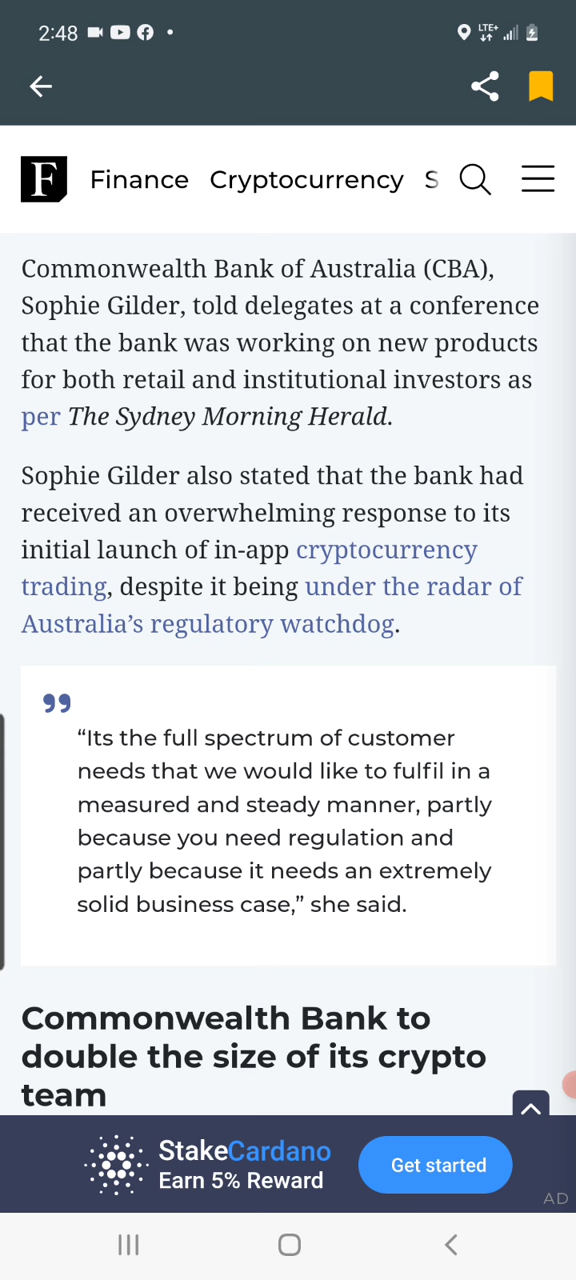 2:48
LTE+
F Finance Cryptocurrency S
Commonwealth Bank of Australia (CBA),
Sophie Gilder, told delegates at a conference
that the bank was working on new products
for both retail and institutional investors as
per The Sydney Morning Herald.
Sophie Gilder also stated that the bank had
received an overwhelming response to its
initial launch of in-app cryptocurrency
trading, despite it being under the radar of
Australia’s regulatory watchdog.
”
“Its the full spectrum of customer
needs that we would like to fulfil in a
measured and steady manner, partly
because you need regulation and
partly because it needs an extremely
solid business case,” she said.
Commonwealth Bank to
double the size of its crypto
team
StakeCardano
Earn 5% Reward
Get started
AD